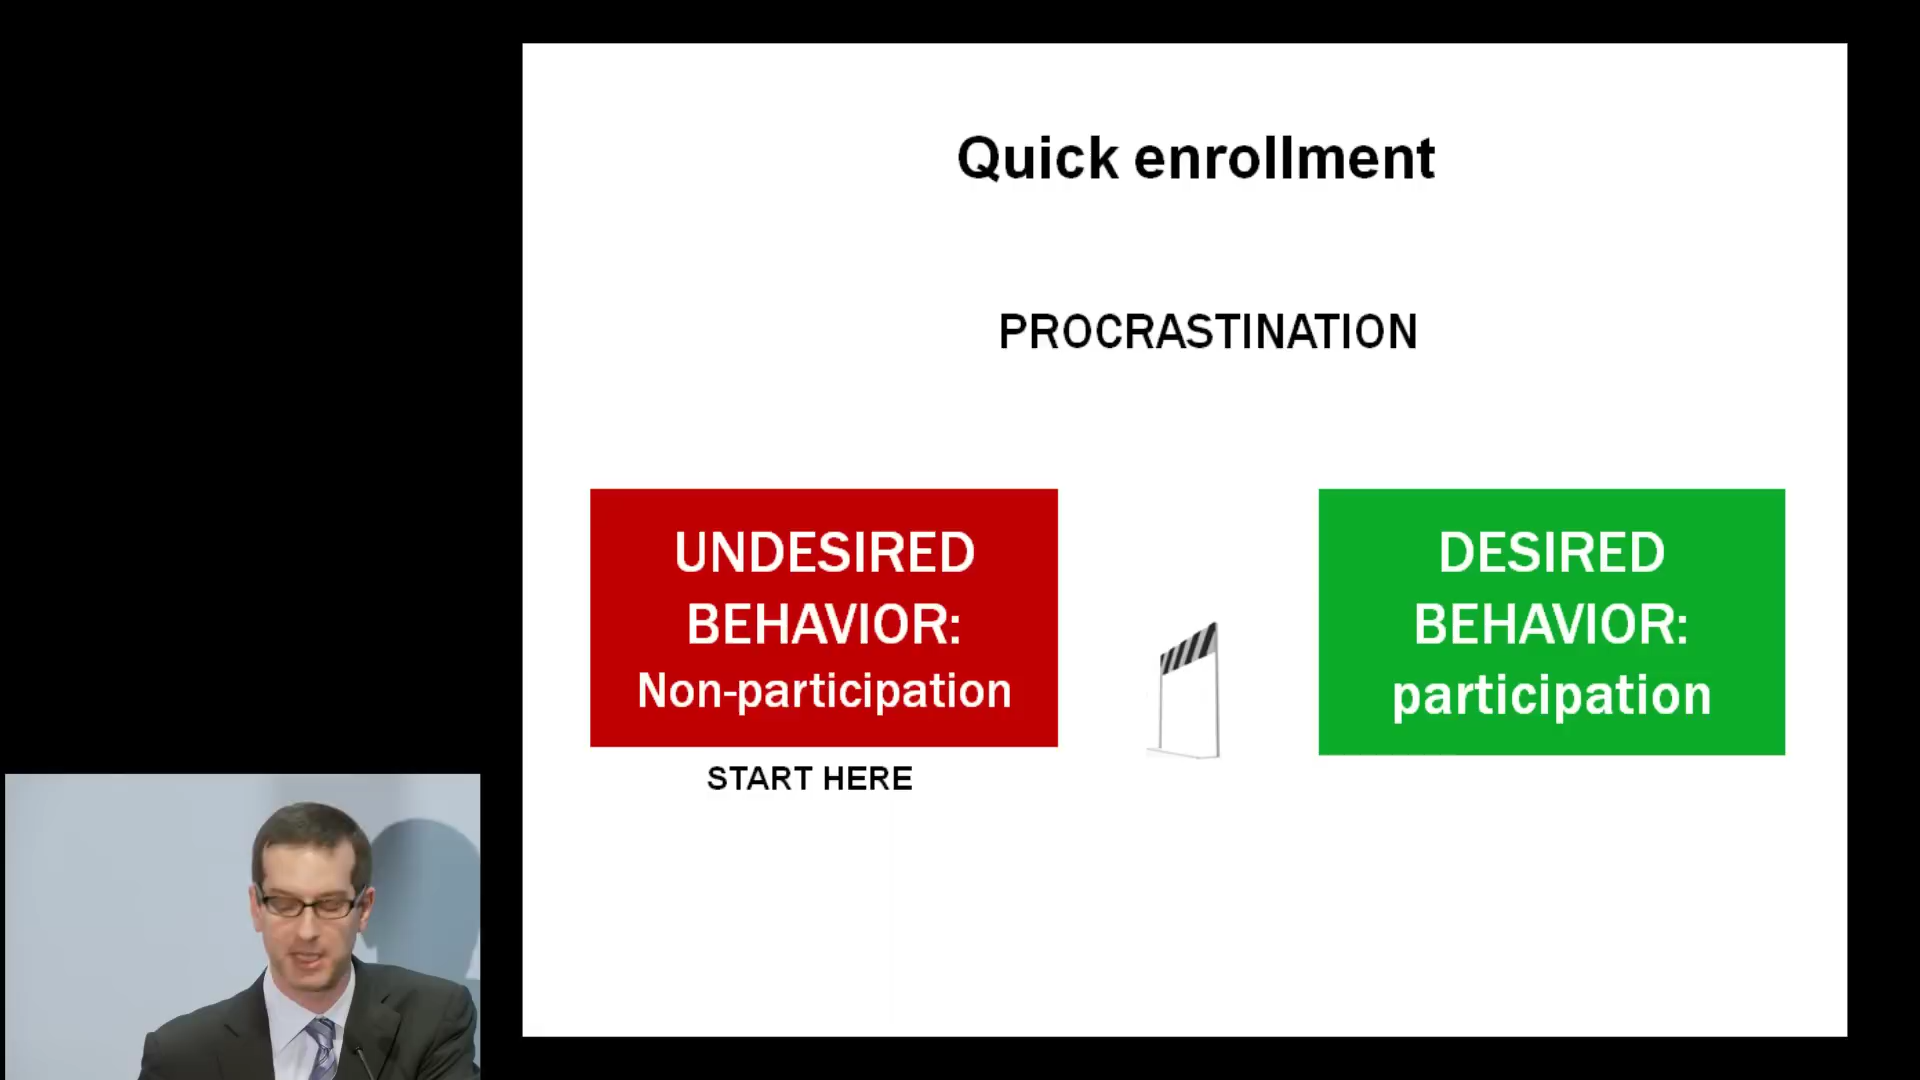 Quick enrollment
PROCRASTINATION
UNDESIRED
BEHAVIOR:
Non-participation
START HERE
DESIRED
BEHAVIOR:
participation